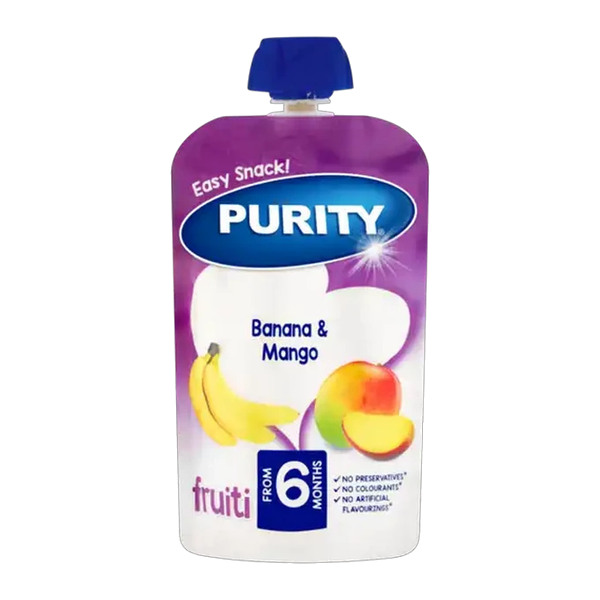 Easy Snack!
PURITY®
Banana &
Mango
fruiti
FROM
6
MONTHS
✓ NO PRESERVATIVES*
✓ NO COLOURANTS*
✓ NO ARTIFICIAL
FLAVOURINGS*